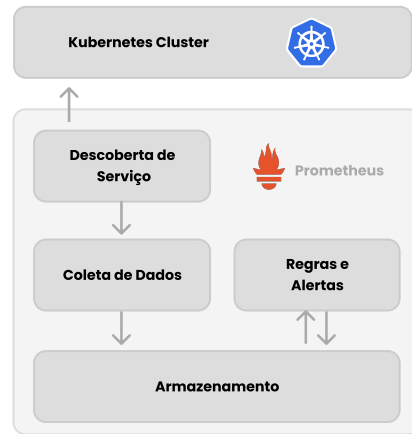 Kubernetes Cluster
Descoberta de
Serviço
Prometheus
Coleta de Dados
Regras e
Alertas
Armazenamento